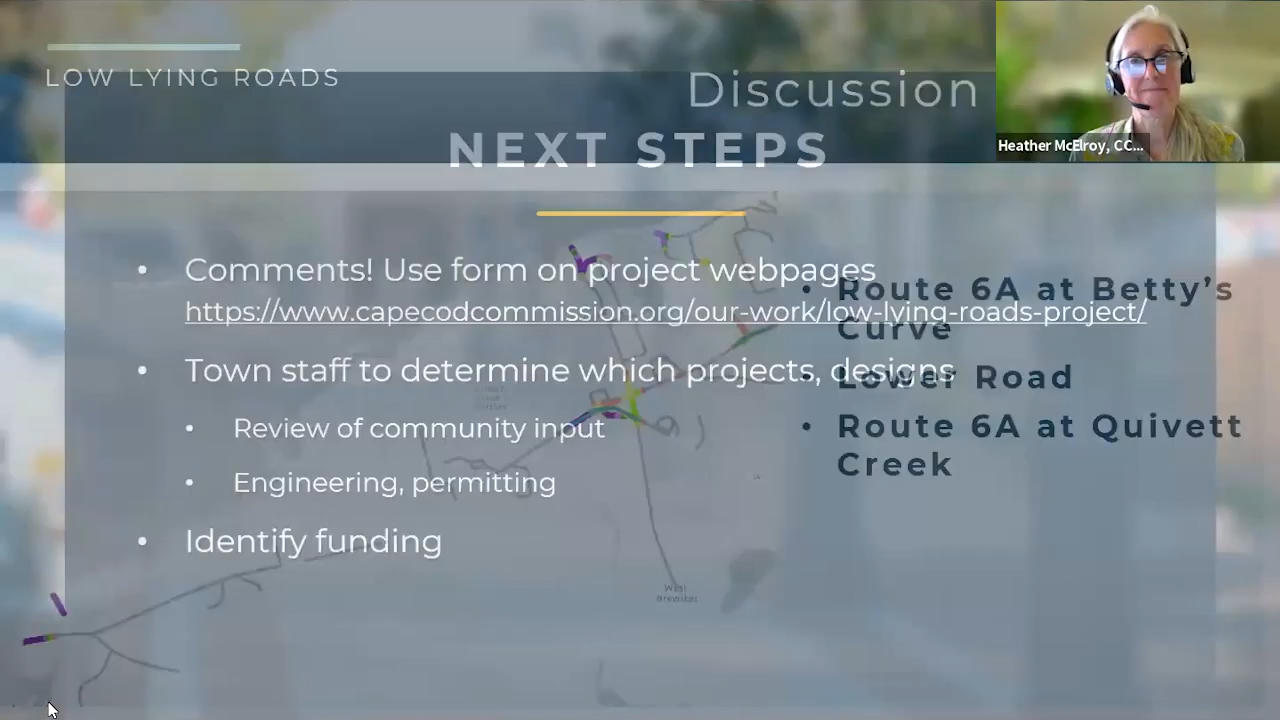 LOW LYING ROADS
Discussion
NEXT STEPS
Heather McElroy, CC...
• Comments! Use form on project webpages
https://www.capecodcommission.org/our-work/low-lying-roads-project/
• Town staff to determine which projects, designs
• Review of community input
• Engineering, permitting
• Identify funding
• Route 6A at Betty's
Curve
• Lower Road
• Route 6A at Quivett
Creek
West
Brewster